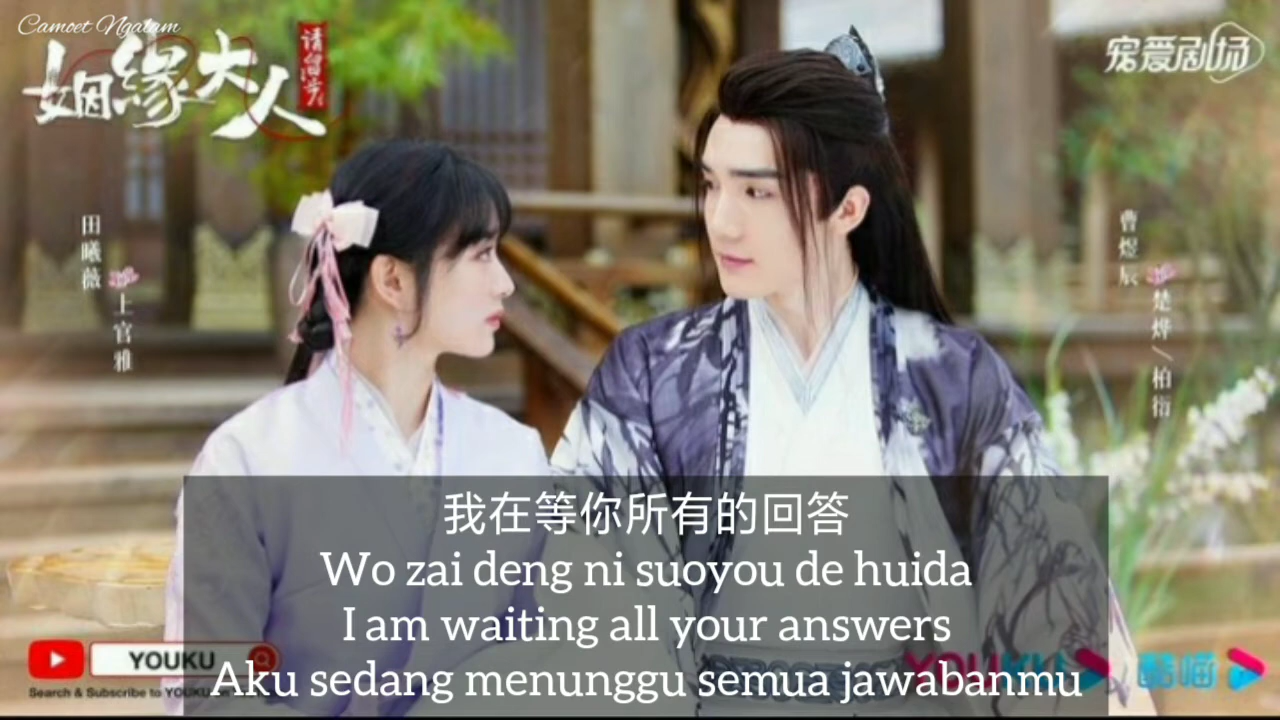 Camoet Ngalam
姻緣大人
请留步
宠爱剧场
田曦薇
上官雅
曹煜辰
楚烨/柏衍
我在等你所有的回答
Wo zai deng ni suoyou de huida
I am waiting all your answers
Aku sedang menunggu semua jawabanmu
YOUKU
Search & Subscribe to YOUKU
YOUKU
酷喵